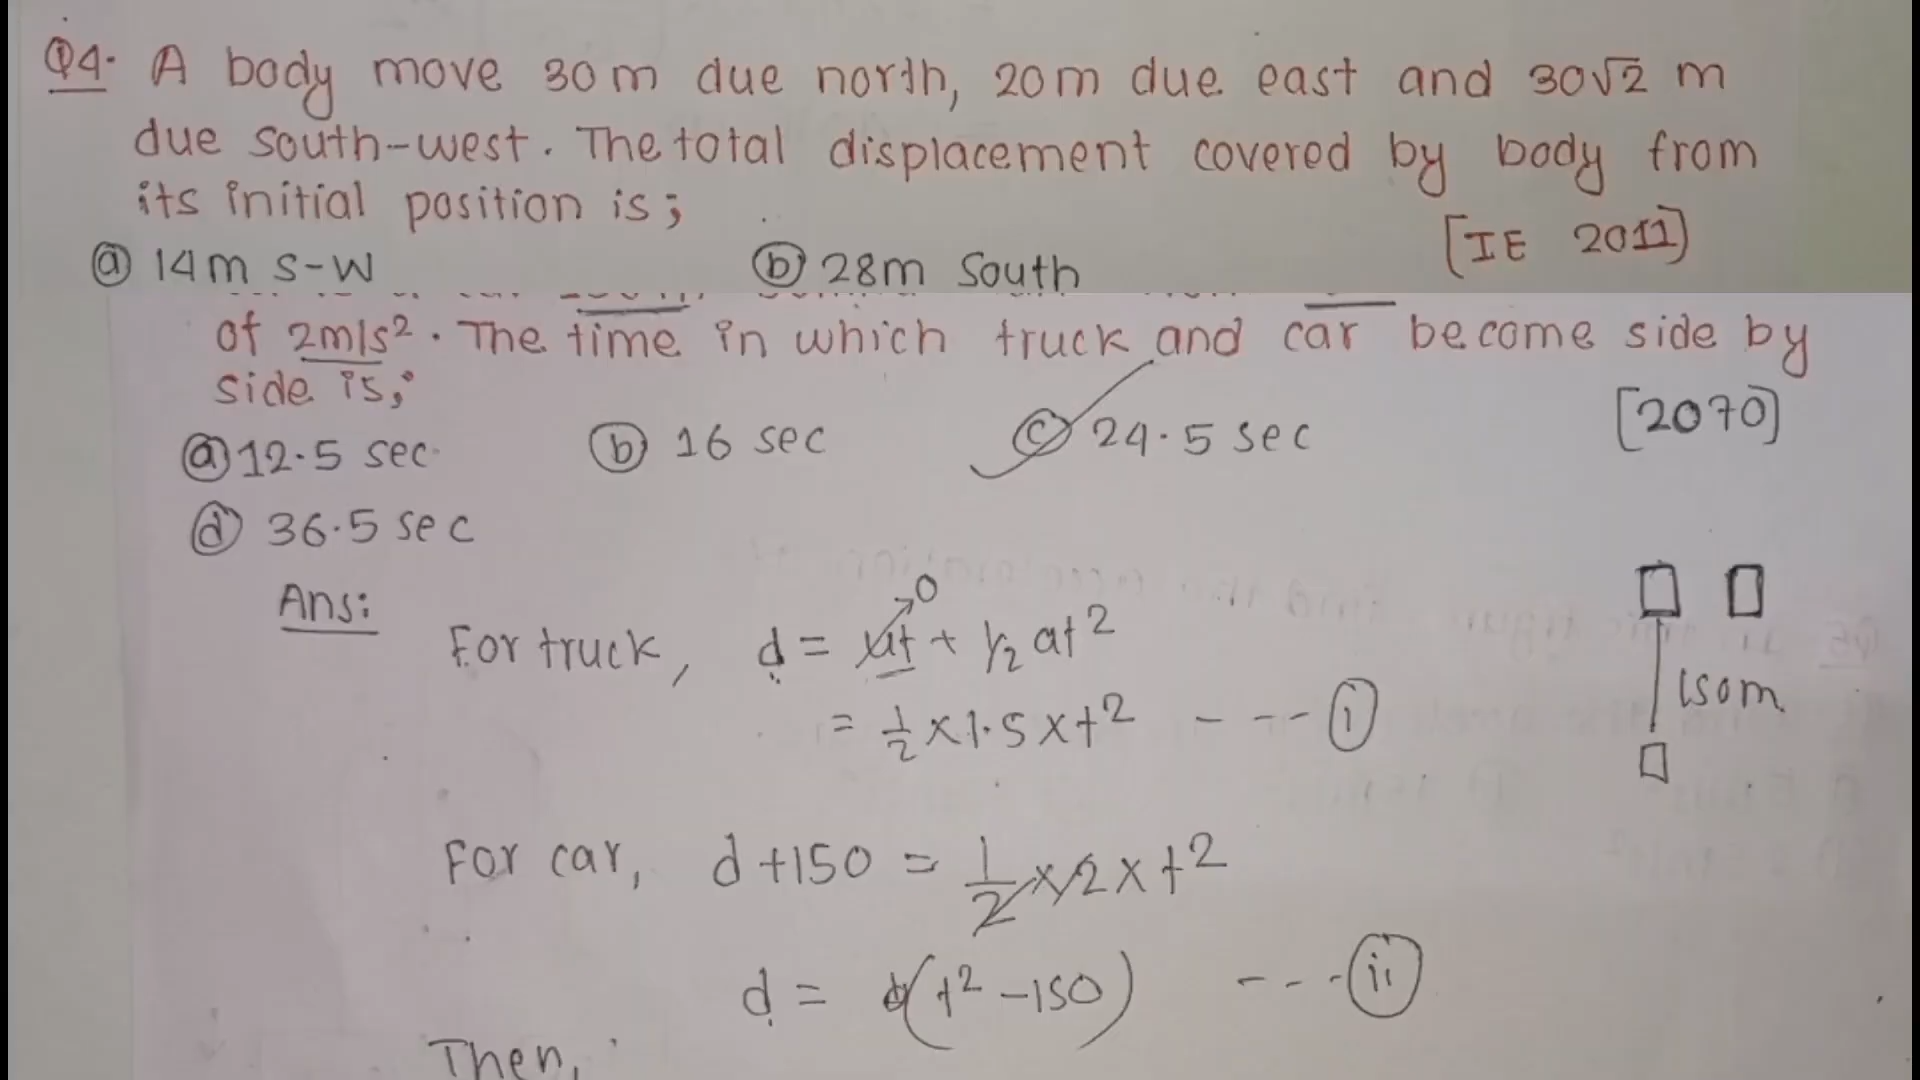 Q4. A body move 30m due north, 20m due east and 30√2 m
due south-west. The total displacement covered by body from
its initial position is;
[IE 2011]
ⓐ 14m S-W ⓑ 28m South
of 2m/s². The time in which truck and car become side by
side is;
[2070]
ⓐ 12.5 sec ⓑ 16 sec ⓒ 24.5 sec
ⓓ 36.5 sec
Ans:
For truck, d = ut + ½ at²
0
= ½ x 1.5 x t² - - - ⓘ
150m
For car, d + 150 = 1/2 x 2 x t²
d = (t² - 150) - - - (ii)
Then,